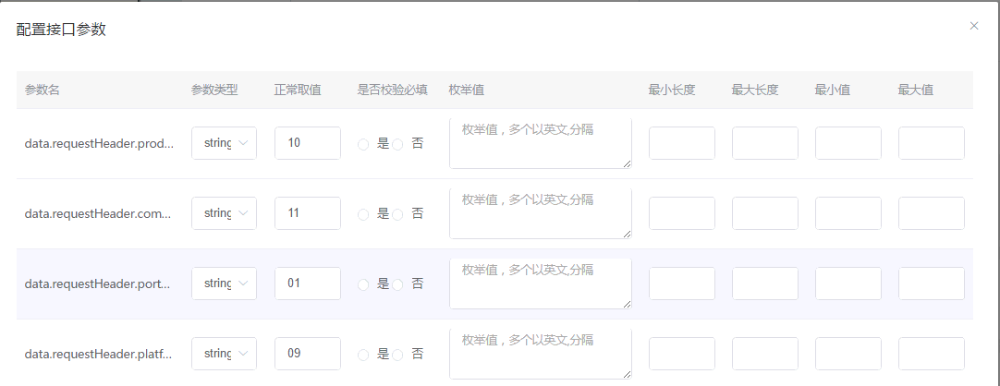 配置接口参数
参数名 参数类型 正常取值 是否校验必填 枚举值 最小长度 最大长度 最小值 最大值
data.requestHeader.prod... string 10 是 否 枚举值，多个以英文,分隔
data.requestHeader.com... string 11 是 否 枚举值，多个以英文,分隔
data.requestHeader.port... string 01 是 否 枚举值，多个以英文,分隔
data.requestHeader.platf... string 09 是 否 枚举值，多个以英文,分隔